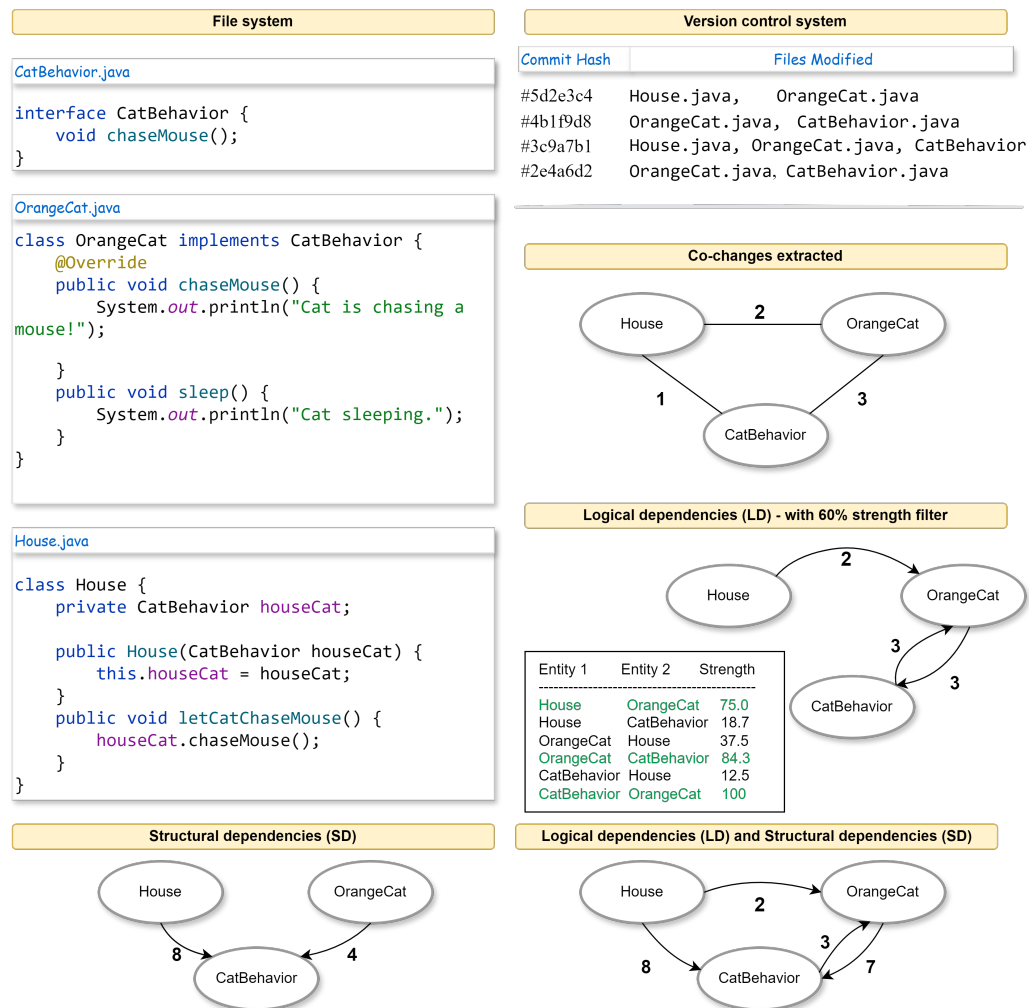 File system
CatBehavior.java
interface CatBehavior {
    void chaseMouse();
}
OrangeCat.java
class OrangeCat implements CatBehavior {
    @Override
    public void chaseMouse() {
        System.out.println("Cat is chasing a
mouse!");
    }
    public void sleep() {
        System.out.println("Cat sleeping.");
    }
}
House.java
class House {
    private CatBehavior houseCat;
    public House(CatBehavior houseCat) {
        this.houseCat = houseCat;
    }
    public void letCatChaseMouse() {
        houseCat.chaseMouse();
    }
}
Structural dependencies (SD)
House OrangeCat
8 4
CatBehavior
Version control system
Commit Hash Files Modified
#5d2e3c4 House.java, OrangeCat.java
#4b1f9d8 OrangeCat.java, CatBehavior.java
#3c9a7b1 House.java, OrangeCat.java, CatBehavior
#2e4a6d2 OrangeCat.java, CatBehavior.java
Co-changes extracted
House 2 OrangeCat
1 3
CatBehavior
Logical dependencies (LD) - with 60% strength filter
2
House OrangeCat
3
3
CatBehavior
Entity 1 Entity 2 Strength
--------------------------------------------
House OrangeCat 75.0
House CatBehavior 18.7
OrangeCat House 37.5
OrangeCat CatBehavior 84.3
CatBehavior House 12.5
CatBehavior OrangeCat 100
Logical dependencies (LD) and Structural dependencies (SD)
House OrangeCat
2
3
8 7
CatBehavior